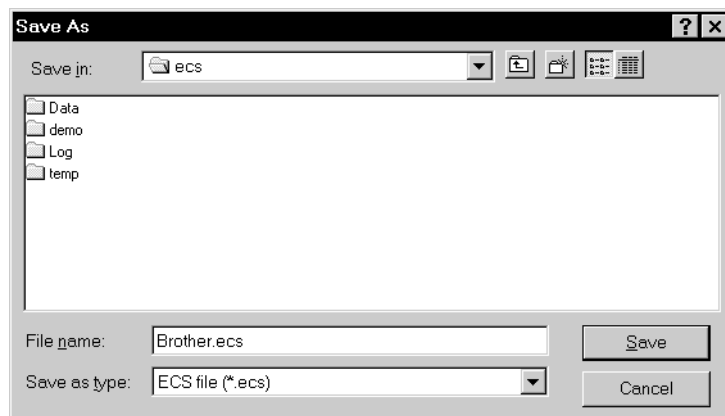 Save As
Save in: ecs
Data
demo
Log
temp
File name: Brother.ecs Save
Save as type: ECS file (*.ecs) Cancel